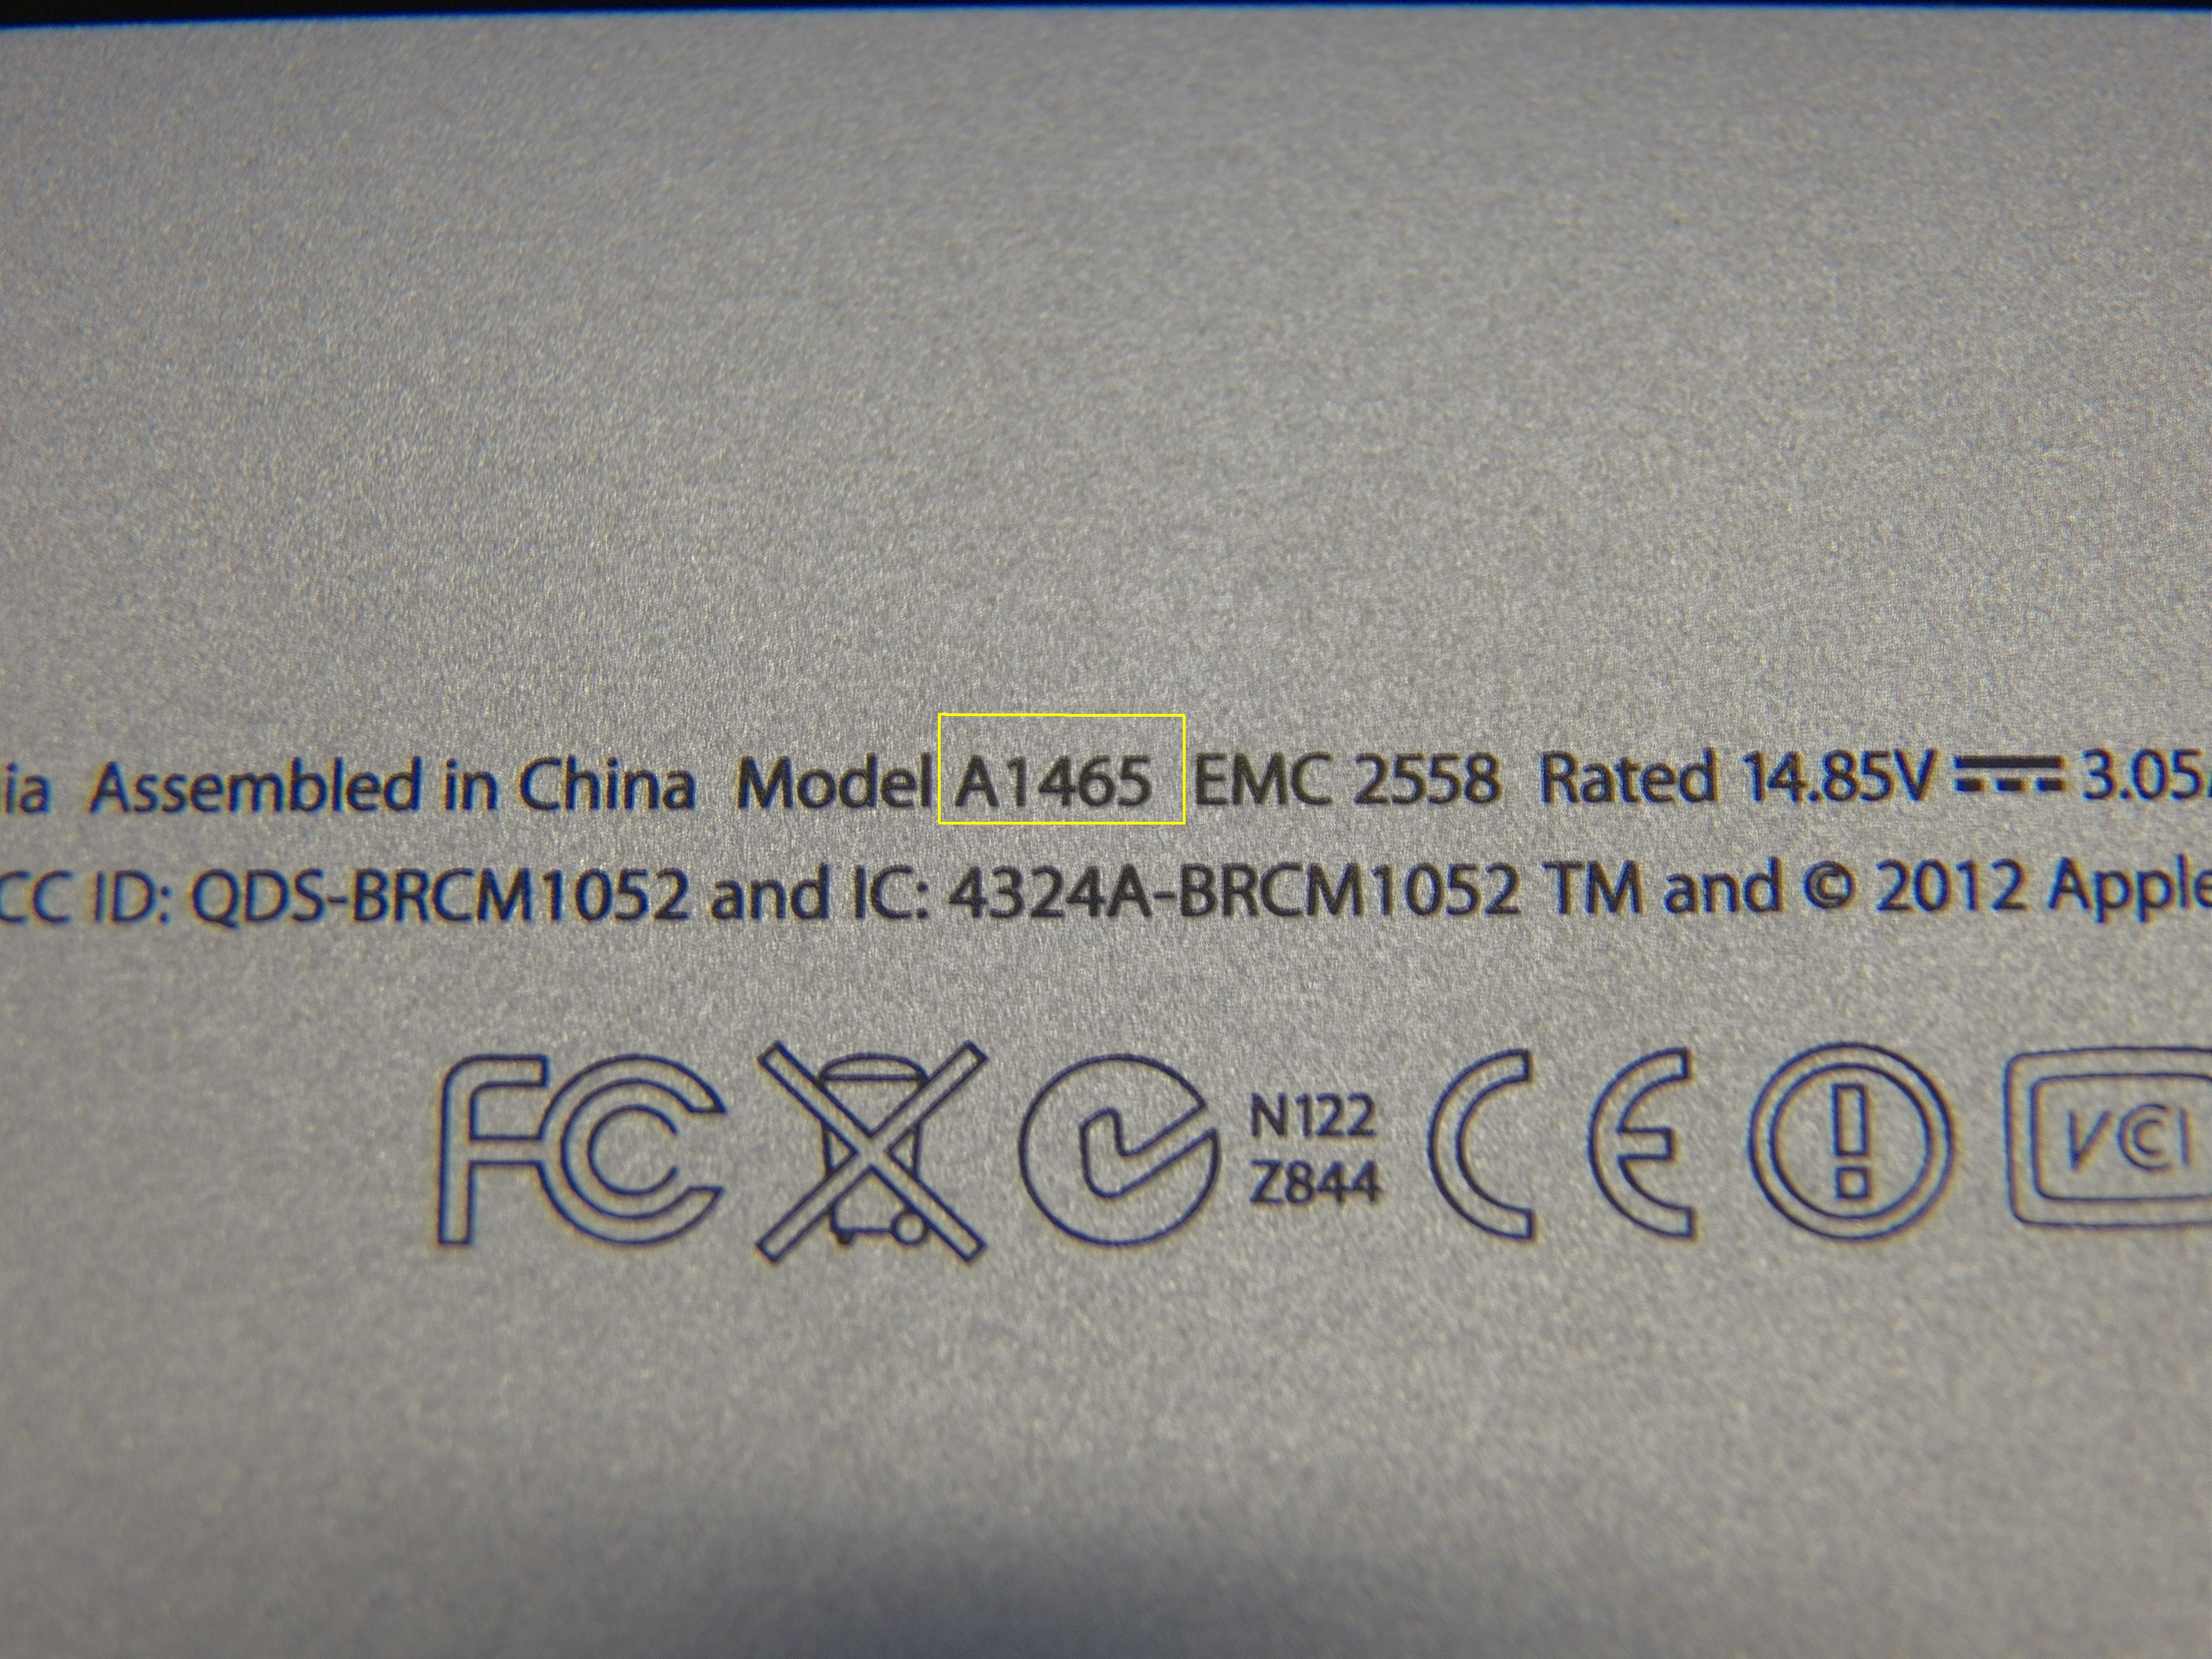 ia Assembled in China Model A1465 EMC 2558 Rated 14.85V 3.05
CC ID: QDS-BRCM1052 and IC: 4324A-BRCM1052 TM and © 2012 Apple
FC N122 CE VCI
Z844